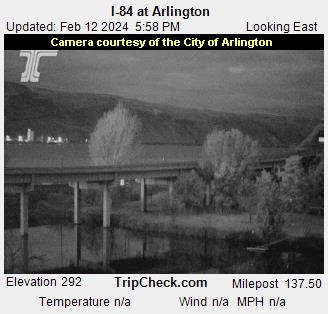 I-84 at Arlington
Updated: Feb 12 2024 5:58 PM Looking East
Camera courtesy of the City of Arlington
Elevation 292 TripCheck.com Milepost 137.50
Temperature n/a Wind n/a MPH n/a